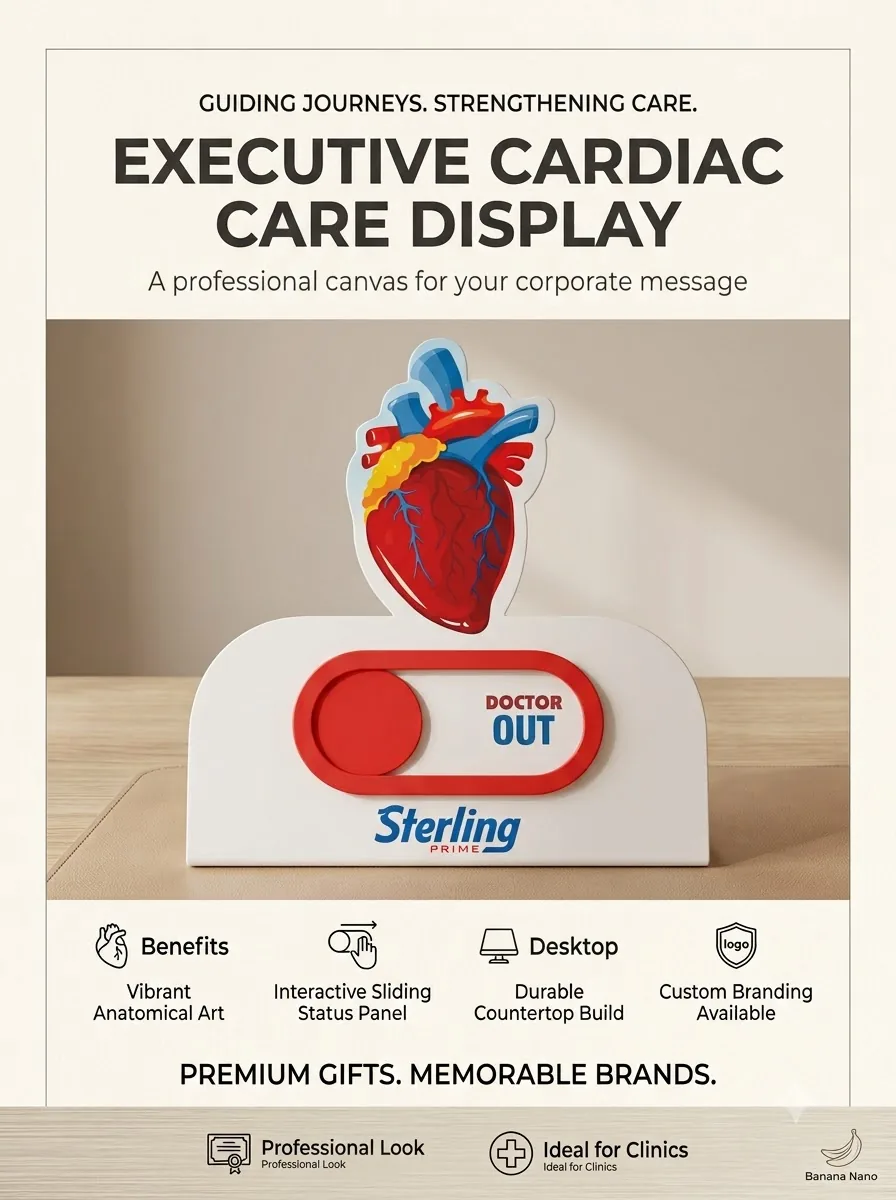 GUIDING JOURNEYS. STRENGTHENING CARE.
EXECUTIVE CARDIAC
CARE DISPLAY
A professional canvas for your corporate message
DOCTOR
OUT
Sterling
PRIME
Benefits
Vibrant
Anatomical Art
Interactive Sliding
Status Panel
Desktop
Durable
Countertop Build
logo
Custom Branding
Available
PREMIUM GIFTS. MEMORABLE BRANDS.
Professional Look
Professional Look
Ideal for Clinics
Ideal for Clinics
Banana Nano